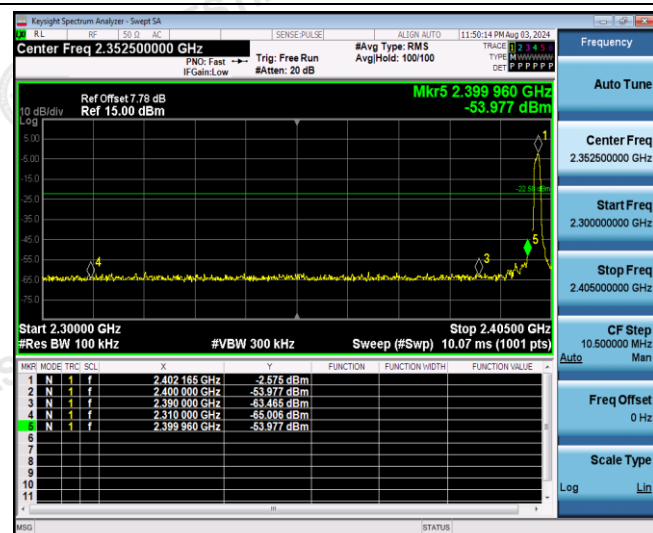 Keysight Spectrum Analyzer - Swept SA
RL RF 50 Ω AC SENSE:PULSE ALIGN AUTO 11:50:14 PM Aug 03, 2024
Center Freq 2.352500000 GHz
PNO: Fast
IFGain:Low
Trig: Free Run
#Atten: 20 dB
#Avg Type: RMS
Avg|Hold: 100/100
TRACE 1 2 3 4 5 6
TYPE MWWWWW
DET P P P P P P
Ref Offset 7.78 dB
Ref 15.00 dBm
10 dB/div
Log
Mkr5 2.399 960 GHz
-53.977 dBm
5.00
-5.00
-15.0
-25.0
-35.0
-45.0
-55.0
-65.0
-75.0
1
5
3
4
Start 2.30000 GHz Stop 2.40500 GHz
#Res BW 100 kHz #VBW 300 kHz Sweep (#Swp) 10.07 ms (1001 pts)
MKR MODE TRC SCL X Y FUNCTION FUNCTION WIDTH FUNCTION VALUE
1 N 1 f 2.402 165 GHz -2.575 dBm
2 N 1 f 2.400 000 GHz -53.977 dBm
3 N 1 f 2.390 000 GHz -63.465 dBm
4 N 1 f 2.310 000 GHz -65.006 dBm
5 N 1 f 2.399 960 GHz -53.977 dBm
6
7
8
9
10
11
MSG STATUS
Frequency
Auto Tune
Center Freq
2.352500000 GHz
Start Freq
2.300000000 GHz
Stop Freq
2.405000000 GHz
CF Step
10.500000 MHz
Auto Man
Freq Offset
0 Hz
Scale Type
Log Lin